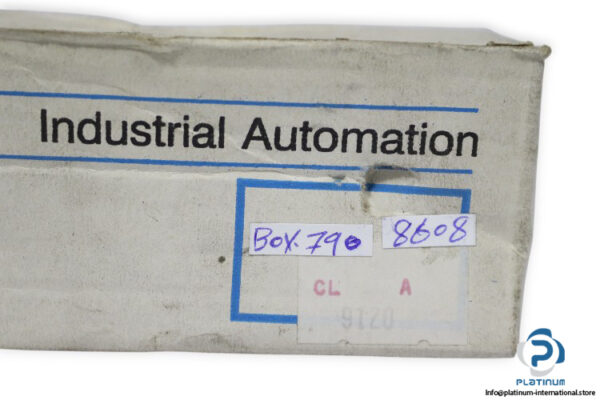 Industrial Automation
BOX.790 8608
CL A
9120
PLATINUM
Info@platinum-international.store